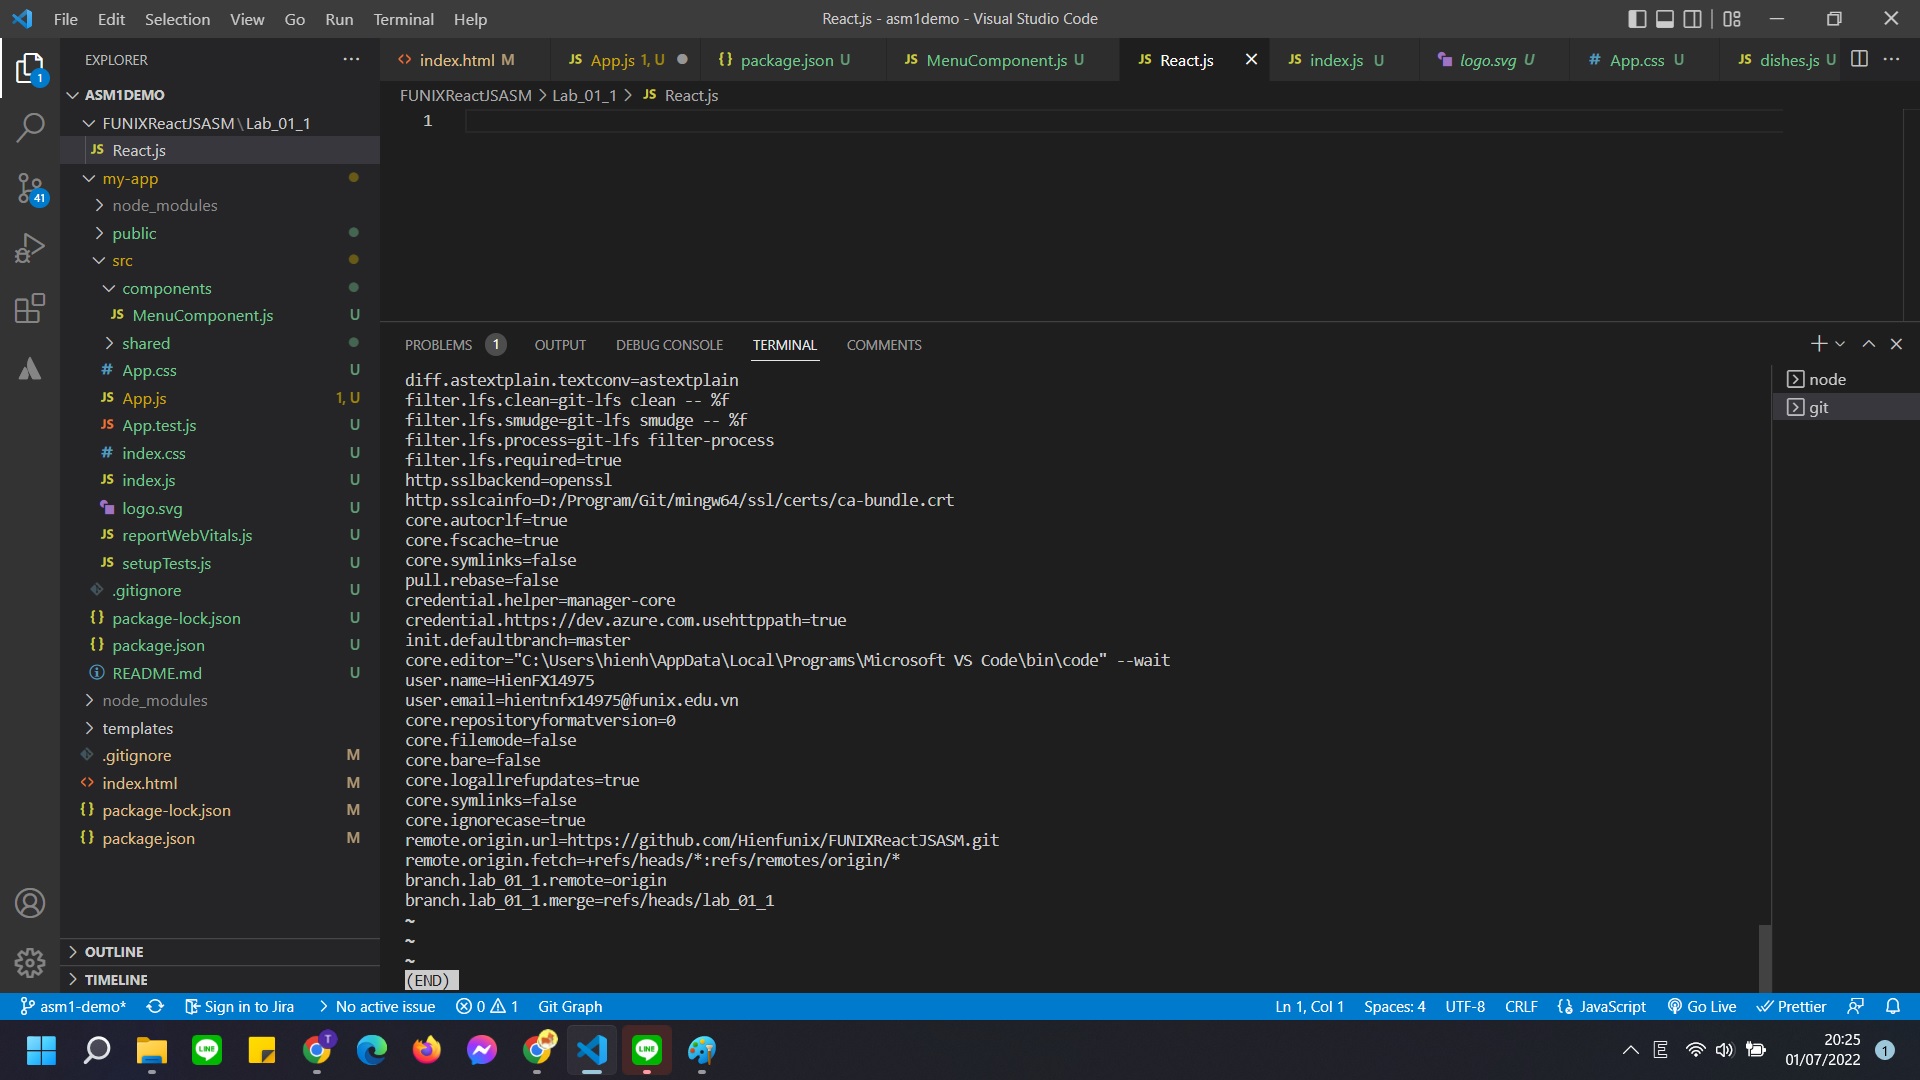 File Edit Selection View Go Run Terminal Help
React.js - asm1demo - Visual Studio Code
EXPLORER
index.html M
JS App.js 1, U
{} package.json U
JS MenuComponent.js U
JS React.js
JS index.js U
logo.svg U
# App.css U
JS dishes.js U
FUNIXReactJSASM > Lab_01_1 > JS React.js
1
1
41
ASM1DEMO
FUNIXReactJSASM\Lab_01_1
JS React.js
my-app
node_modules
public
src
components
JS MenuComponent.js U
shared
# App.css U
JS App.js 1, U
JS App.test.js U
# index.css U
JS index.js U
logo.svg U
JS reportWebVitals.js U
JS setupTests.js U
.gitignore U
{} package-lock.json U
{} package.json U
README.md U
node_modules
templates
.gitignore M
index.html M
{} package-lock.json M
{} package.json M
OUTLINE
TIMELINE
PROBLEMS 1 OUTPUT DEBUG CONSOLE TERMINAL COMMENTS
diff.astextplain.textconv=astextplain
filter.lfs.clean=git-lfs clean -- %f
filter.lfs.smudge=git-lfs smudge -- %f
filter.lfs.process=git-lfs filter-process
filter.lfs.required=true
http.sslbackend=openssl
http.sslcainfo=D:/Program/Git/mingw64/ssl/certs/ca-bundle.crt
core.autocrlf=true
core.fscache=true
core.symlinks=false
pull.rebase=false
credential.helper=manager-core
credential.https://dev.azure.com.usehttppath=true
init.defaultbranch=master
core.editor="C:\Users\hienh\AppData\Local\Programs\Microsoft VS Code\bin\code" --wait
user.name=HienFX14975
user.email=hientnfx14975@funix.edu.vn
core.repositoryformatversion=0
core.filemode=false
core.bare=false
core.logallrefupdates=true
core.symlinks=false
core.ignorecase=true
remote.origin.url=https://github.com/Hienfunix/FUNIXReactJSASM.git
remote.origin.fetch=+refs/heads/*:refs/remotes/origin/*
branch.lab_01_1.remote=origin
branch.lab_01_1.merge=refs/heads/lab_01_1
~
~
~
(END)
node
git
asm1-demo* Sign in to Jira > No active issue 0 1 Git Graph
Ln 1, Col 1 Spaces: 4 UTF-8 CRLF JavaScript Go Live Prettier
LINE
T
LINE
E
20:25
01/07/2022
1